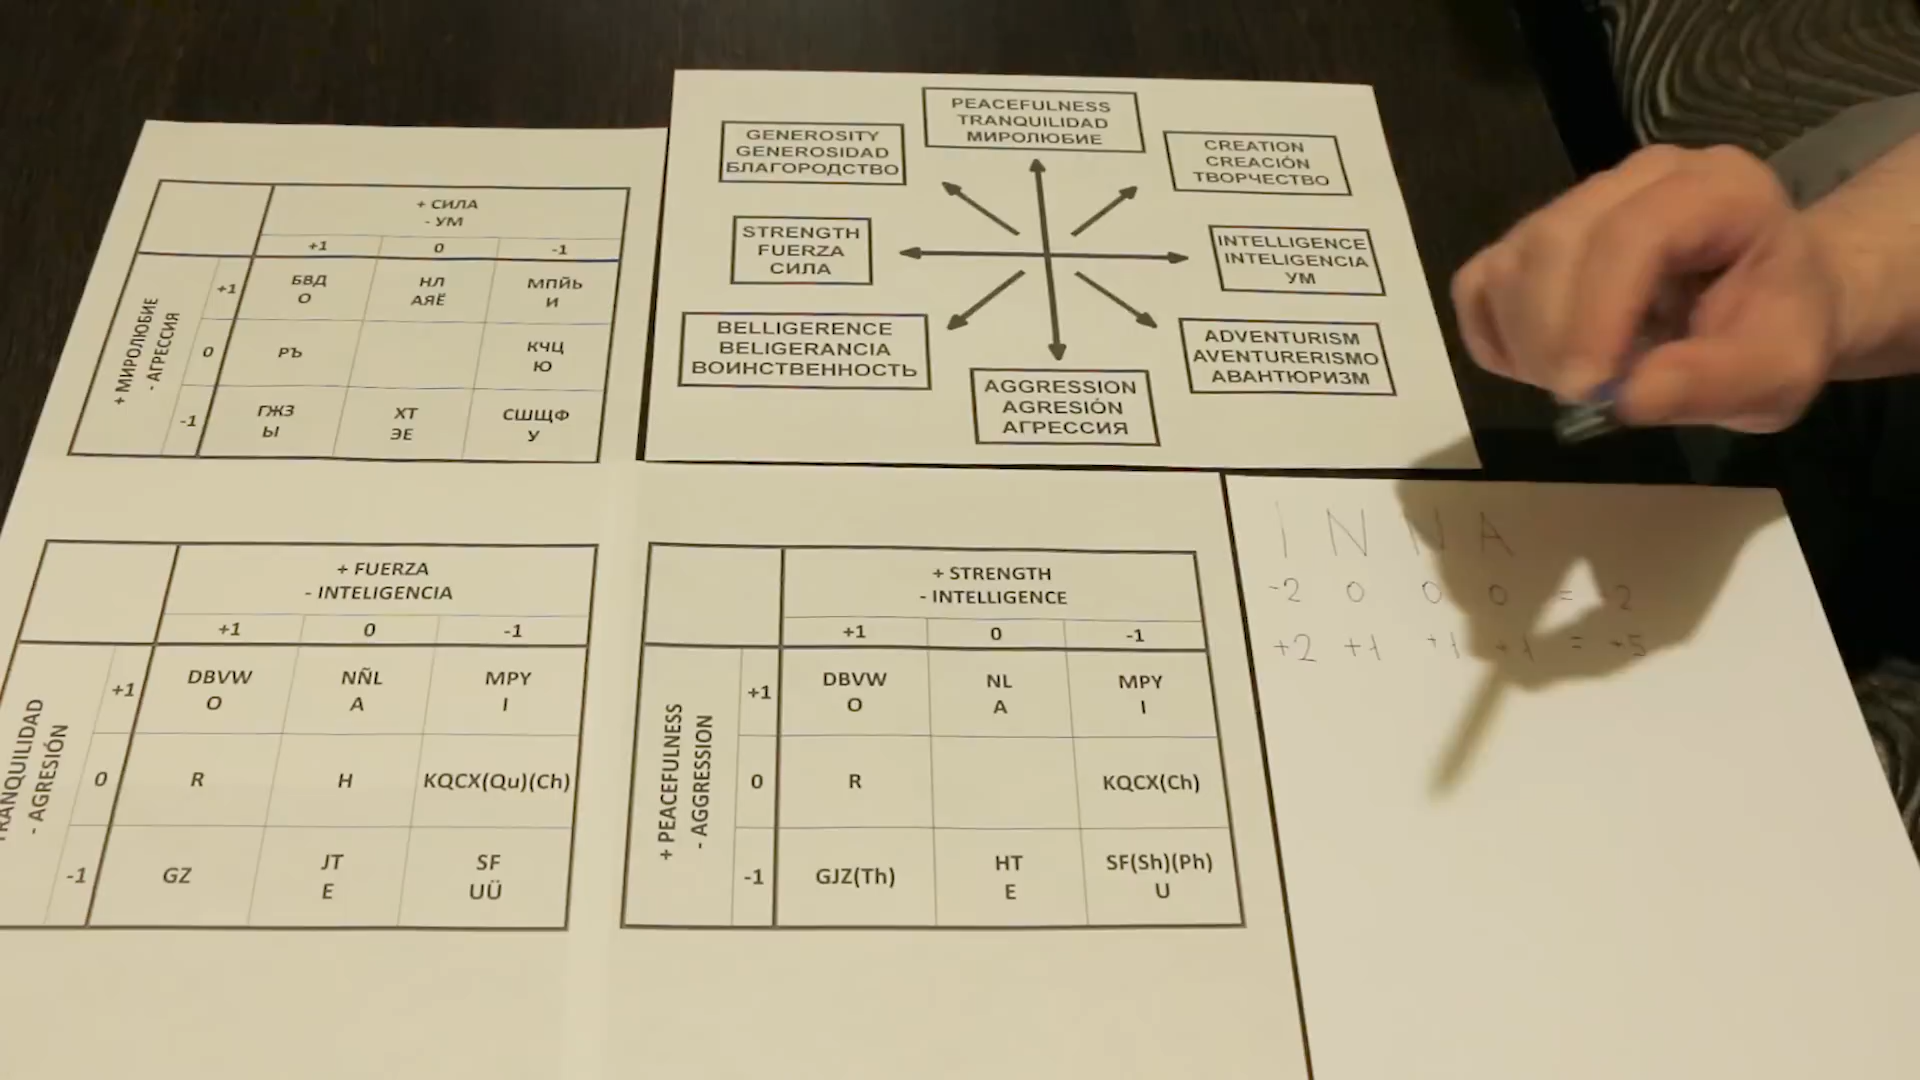 + СИЛА
- УМ
+1 0 -1
+ МИРОЛЮБИЕ
- АГРЕССИЯ
+1
БВД НЛ МПЙЬ
О АЯЁ И
0
РЪ КЧЦ
Ю
-1
ГЖЗ ХТ СШЩФ
Ы ЭЕ У
PEACEFULNESS
TRANQUILIDAD
МИРОЛЮБИЕ
GENEROSITY
GENEROSIDAD
БЛАГОРОДСТВО
CREATION
CREACIÓN
ТВОРЧЕСТВО
STRENGTH
FUERZA
СИЛА
INTELLIGENCE
INTELIGENCIA
УМ
BELLIGERENCE
BELIGERANCIA
ВОИНСТВЕННОСТЬ
ADVENTURISM
AVENTURERISMO
АВАНТЮРИЗМ
AGGRESSION
AGRESIÓN
АГРЕССИЯ
+ FUERZA
- INTELIGENCIA
+1 0 -1
- AGRESIÓN
+1
DBVW NÑL MPY
O A I
0
R H KQCX(Qu)(Ch)
-1
GZ JT SF
E UÜ
+ STRENGTH
- INTELLIGENCE
+1 0 -1
+ PEACEFULNESS
- AGGRESSION
+1
DBVW NL MPY
O A I
0
R KQCX(Ch)
-1
GJZ(Th) HT SF(Sh)(Ph)
E U
I N N A
-2 0 0 0 = -2
+2 +1 +1 +1 = +5